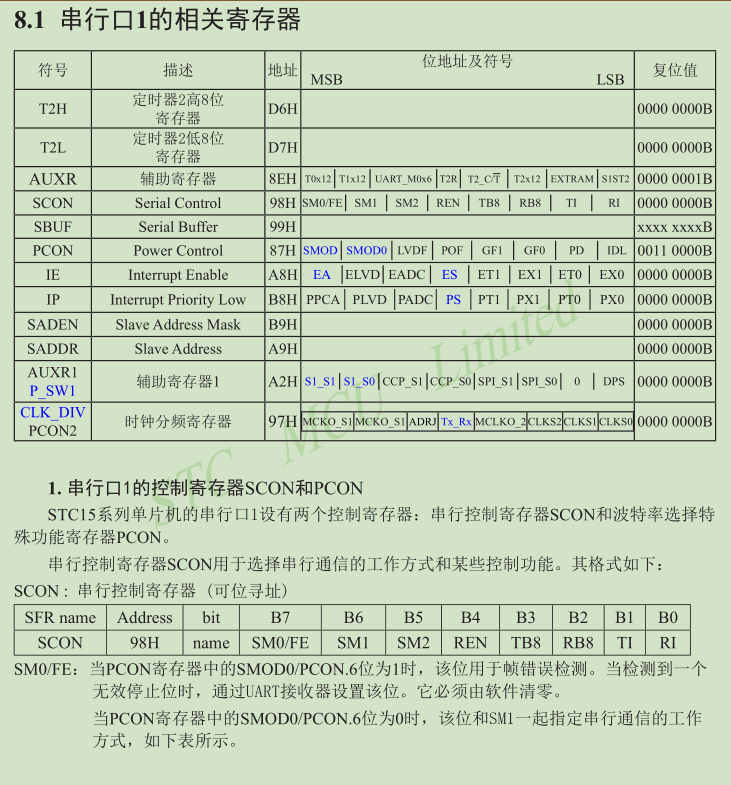 8.1 串行口1的相关寄存器
符号 描述 地址 位地址及符号 MSB LSB 复位值
T2H 定时器2高8位寄存器 D6H 0000 0000B
T2L 定时器2低8位寄存器 D7H 0000 0000B
AUXR 辅助寄存器 8EH T0x12 T1x12 UART_M0x6 T2R T2_C/T̅ T2x12 EXTRAM S1ST2 0000 0001B
SCON Serial Control 98H SM0/FE SM1 SM2 REN TB8 RB8 TI RI 0000 0000B
SBUF Serial Buffer 99H xxxx xxxxB
PCON Power Control 87H SMOD SMOD0 LVDF POF GF1 GF0 PD IDL 0011 0000B
IE Interrupt Enable A8H EA ELVD EADC ES ET1 EX1 ET0 EX0 0000 0000B
IP Interrupt Priority Low B8H PPCA PLVD PADC PS PT1 PX1 PT0 PX0 0000 0000B
SADEN Slave Address Mask B9H 0000 0000B
SADDR Slave Address A9H 0000 0000B
AUXR1 P_SW1 辅助寄存器1 A2H S1_S1 S1_S0 CCP_S1 CCP_S0 SPI_S1 SPI_S0 0 DPS 0000 0000B
CLK_DIV PCON2 时钟分频寄存器 97H MCKO_S1 MCKO_S1 ADRJ Tx_Rx MCLKO_2 CLKS2 CLKS1 CLKS0 0000 0000B
STC MCU Limited
1. 串行口1的控制寄存器SCON和PCON
STC15系列单片机的串行口1设有两个控制寄存器：串行控制寄存器SCON和波特率选择特
殊功能寄存器PCON。
串行控制寄存器SCON用于选择串行通信的工作方式和某些控制功能。其格式如下：
SCON : 串行控制寄存器 (可位寻址)
SFR name Address bit B7 B6 B5 B4 B3 B2 B1 B0
SCON 98H name SM0/FE SM1 SM2 REN TB8 RB8 TI RI
SM0/FE：当PCON寄存器中的SMOD0/PCON.6位为1时，该位用于帧错误检测。当检测到一个
无效停止位时，通过UART接收器设置该位。它必须由软件清零。
当PCON寄存器中的SMOD0/PCON.6位为0时，该位和SM1一起指定串行通信的工作
方式，如下表所示。